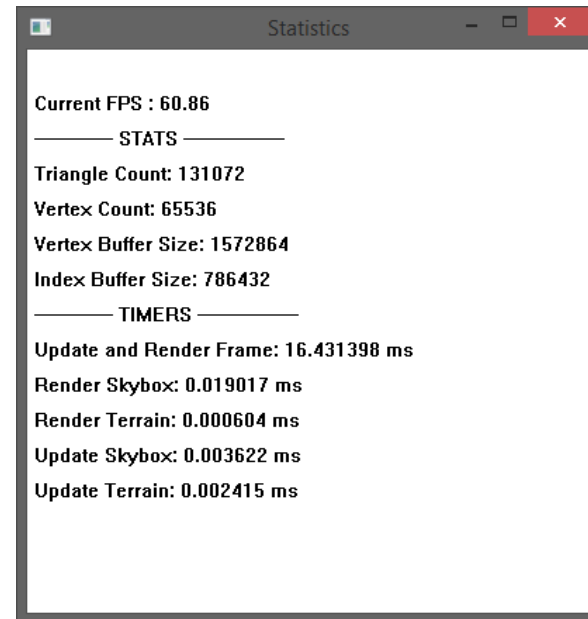 Statistics
Current FPS : 60.86
STATS
Triangle Count: 131072
Vertex Count: 65536
Vertex Buffer Size: 1572864
Index Buffer Size: 786432
TIMERS
Update and Render Frame: 16.431398 ms
Render Skybox: 0.019017 ms
Render Terrain: 0.000604 ms
Update Skybox: 0.003622 ms
Update Terrain: 0.002415 ms